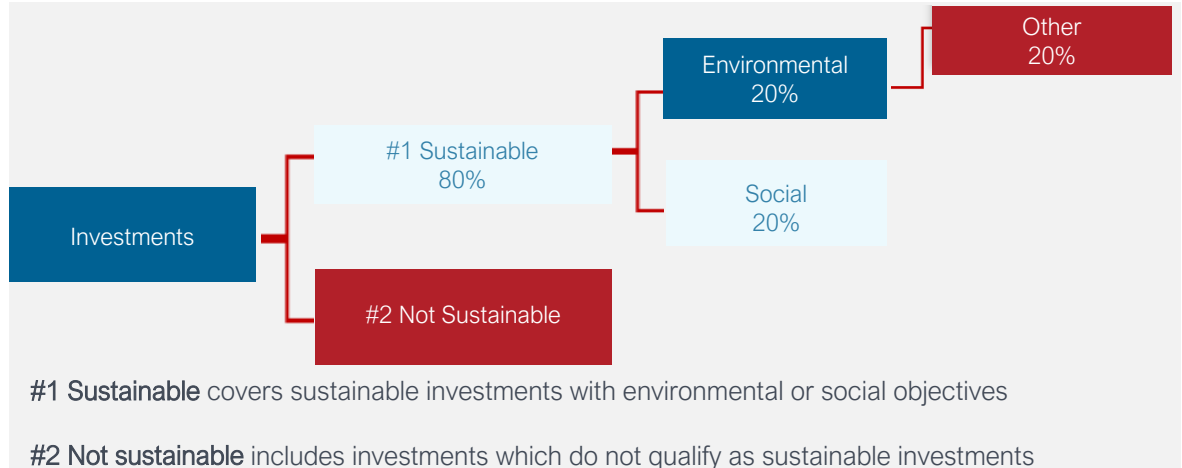 Other
20%
Environmental
20%
#1 Sustainable
80%
Social
20%
Investments
#2 Not Sustainable
#1 Sustainable covers sustainable investments with environmental or social objectives
#2 Not sustainable includes investments which do not qualify as sustainable investments